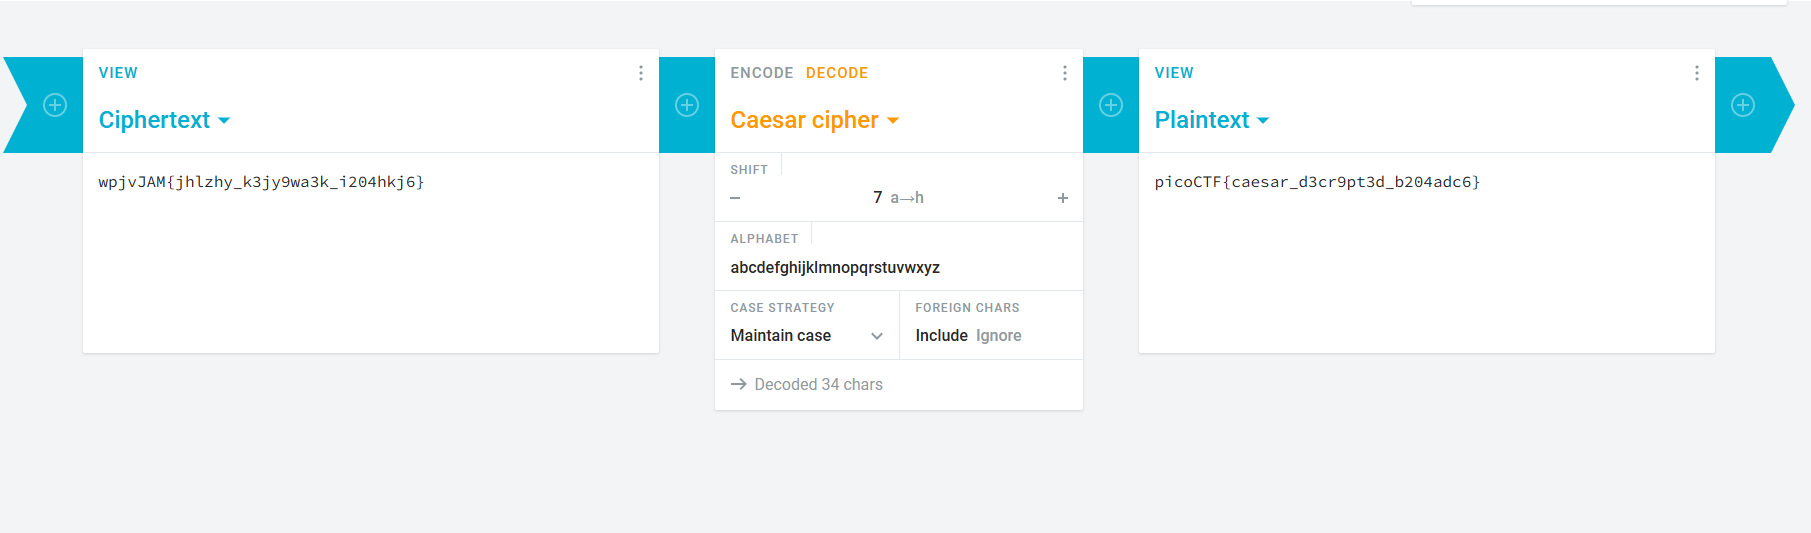 VIEW
Ciphertext
wpjvJAM{jhlzhy_k3jy9wa3k_i204hkj6}
ENCODE DECODE
Caesar cipher
SHIFT
− 7 a→h +
ALPHABET
abcdefghijklmnopqrstuvwxyz
CASE STRATEGY
Maintain case
FOREIGN CHARS
Include Ignore
→ Decoded 34 chars
VIEW
Plaintext
picoCTF{caesar_d3cr9pt3d_b204adc6}